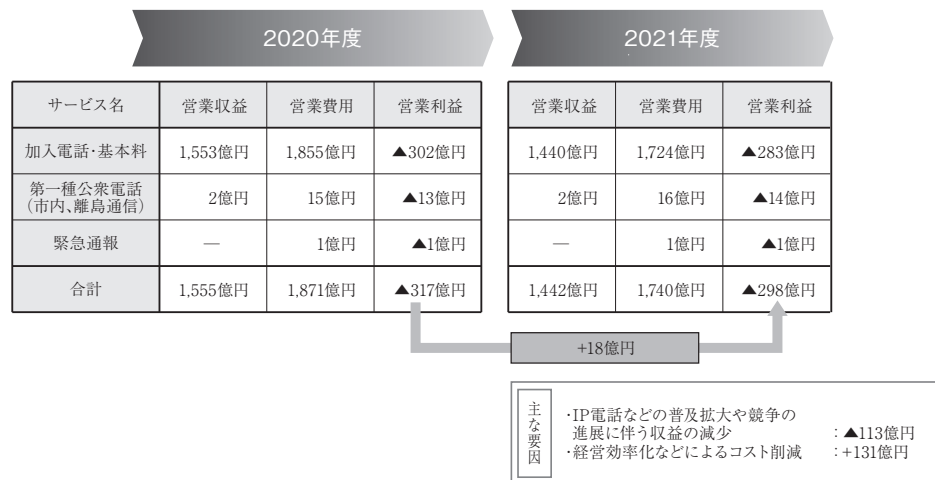 2020年度
2021年度
サービス名 営業収益 営業費用 営業利益 営業収益 営業費用 営業利益
加入電話・基本料 1,553億円 1,855億円 ▲302億円 1,440億円 1,724億円 ▲283億円
第一種公衆電話
(市内、離島通信) 2億円 15億円 ▲13億円 2億円 16億円 ▲14億円
緊急通報 — 1億円 ▲1億円 — 1億円 ▲1億円
合計 1,555億円 1,871億円 ▲317億円 1,442億円 1,740億円 ▲298億円
+18億円
主な要因
・IP電話などの普及拡大や競争の
進展に伴う収益の減少 :▲113億円
・経営効率化などによるコスト削減 :+131億円